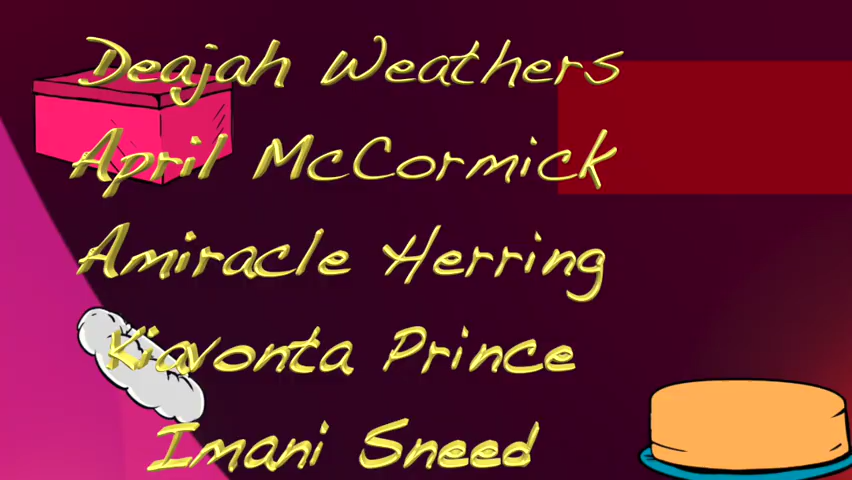 Deajah Weathers
April McCormick
Amiracle Herring
Kiavonta Prince
Imani Sneed